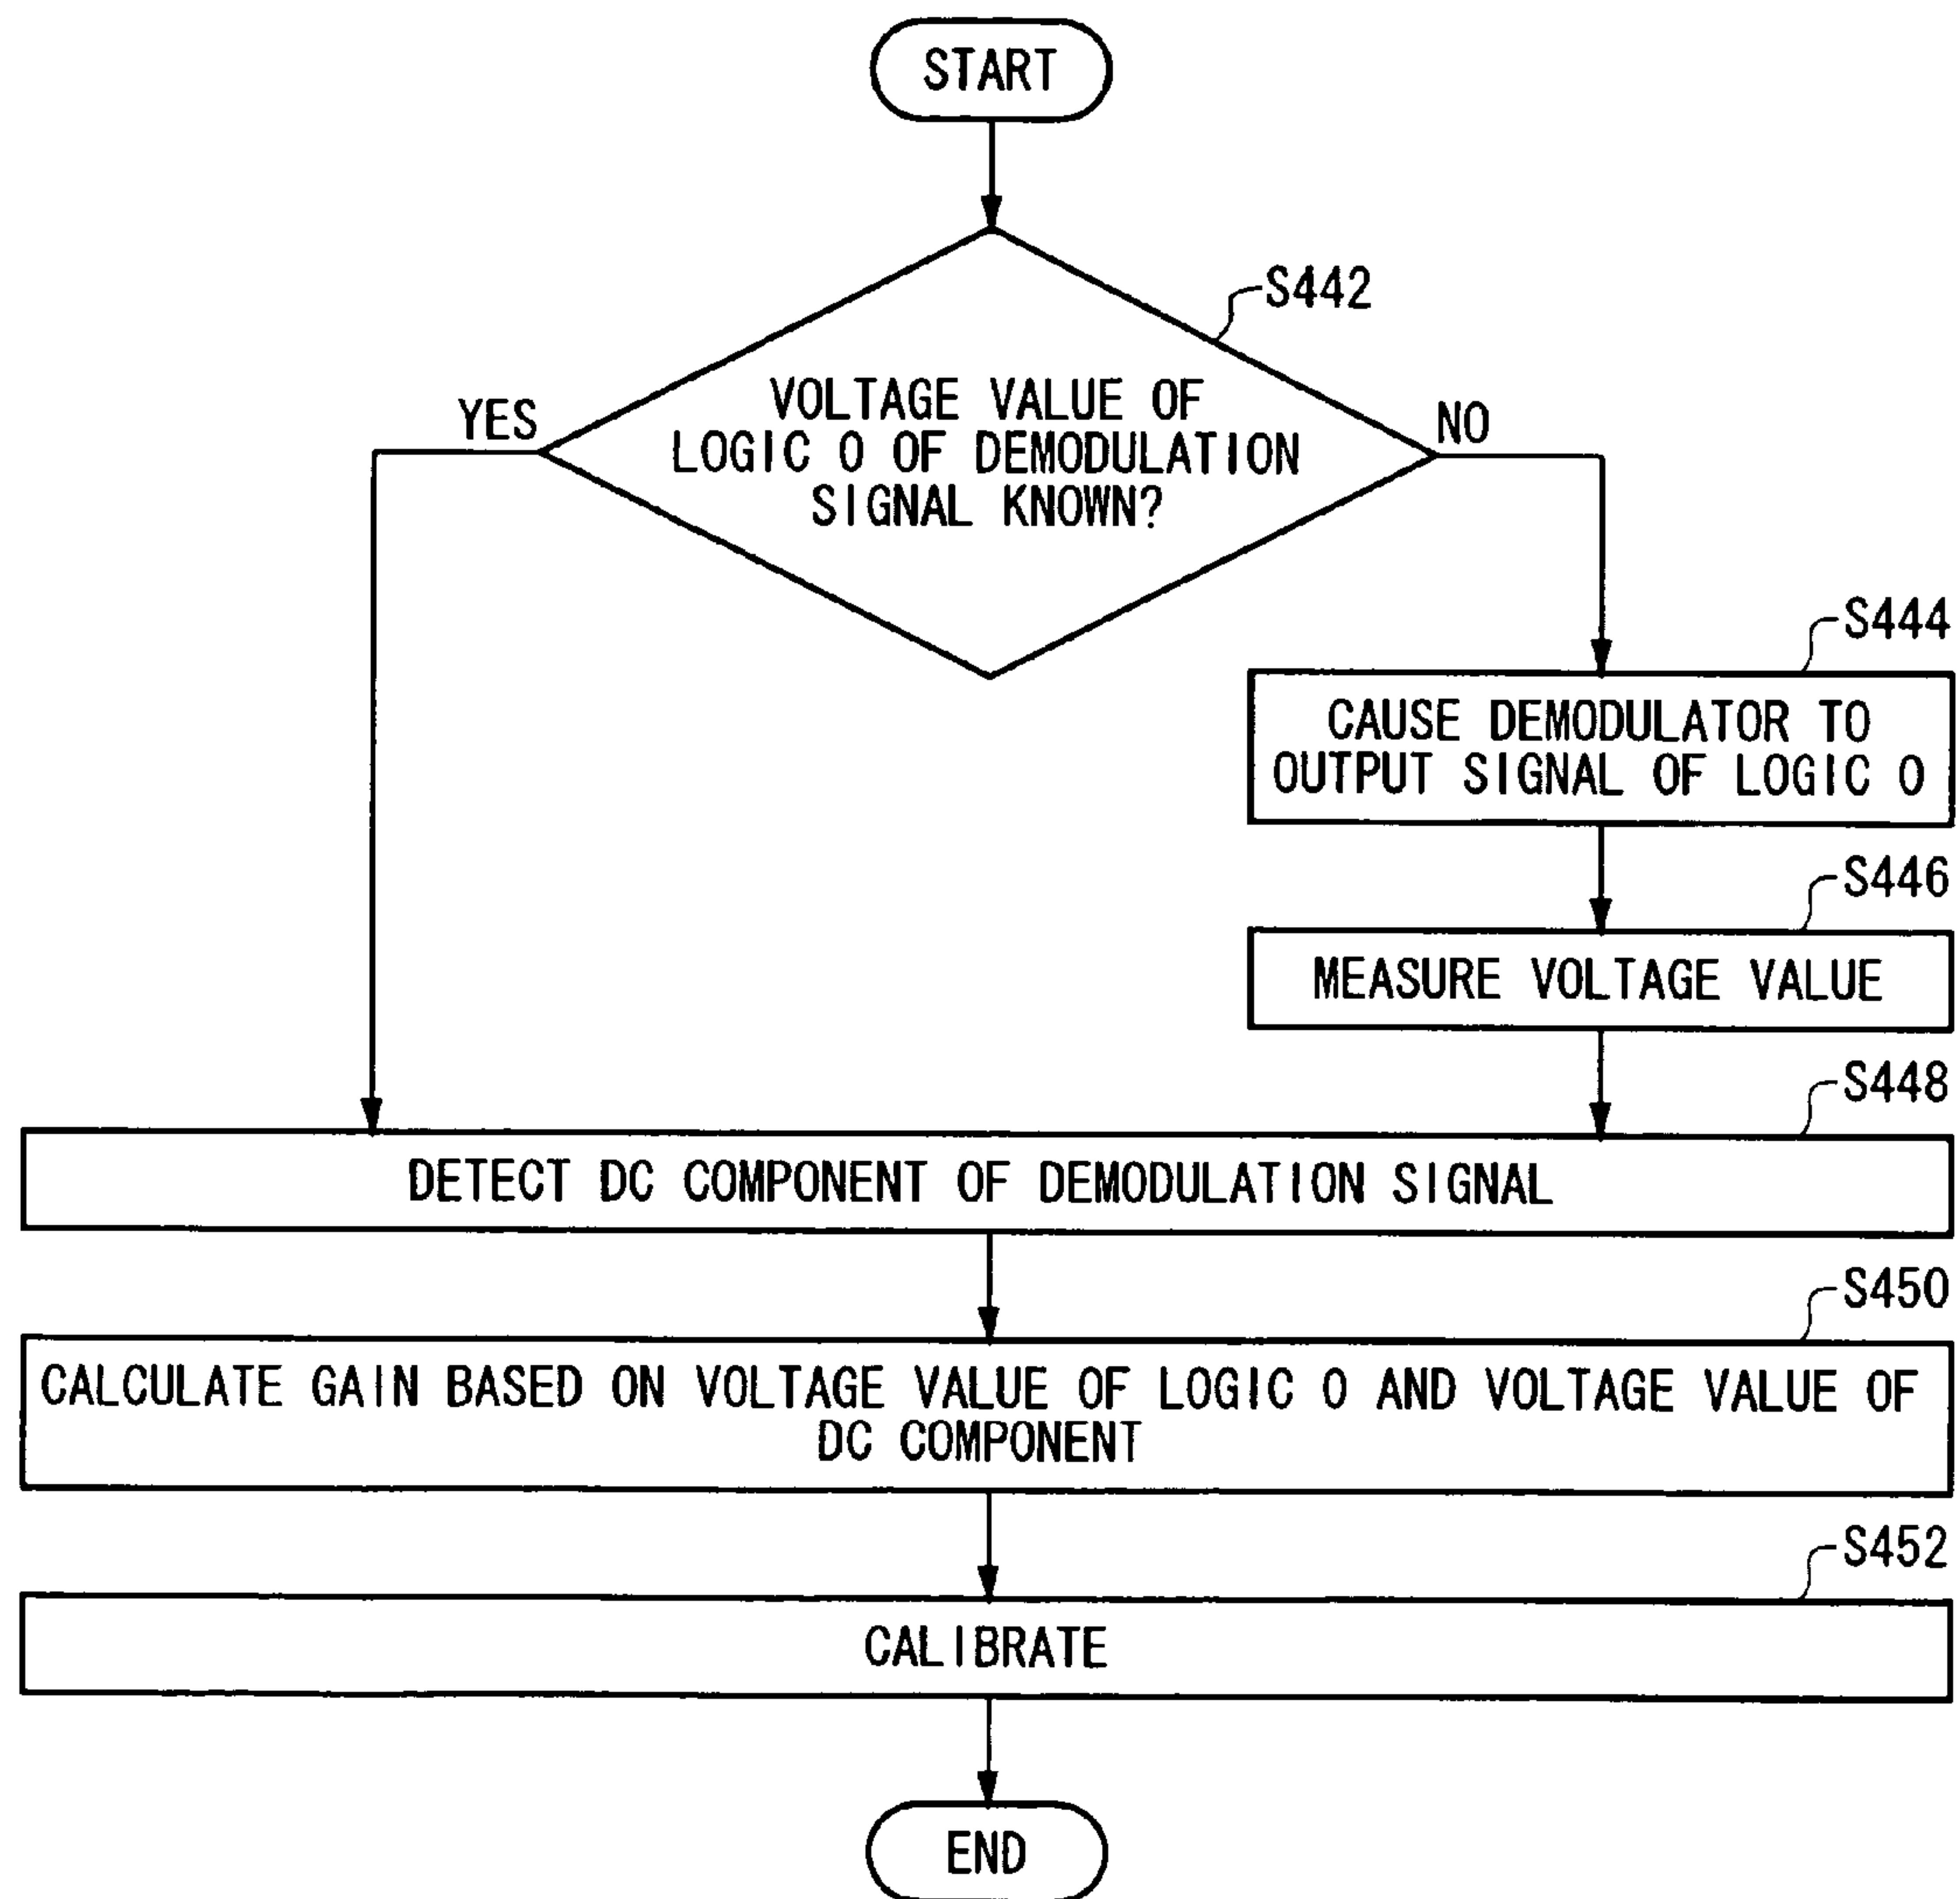 START
S442
VOLTAGE VALUE OF
LOGIC 0 OF DEMODULATION
SIGNAL KNOWN?
YES
NO
S444
CAUSE DEMODULATOR TO
OUTPUT SIGNAL OF LOGIC 0
S446
MEASURE VOLTAGE VALUE
S448
DETECT DC COMPONENT OF DEMODULATION SIGNAL
S450
CALCULATE GAIN BASED ON VOLTAGE VALUE OF LOGIC 0 AND VOLTAGE VALUE OF
DC COMPONENT
S452
CALIBRATE
END